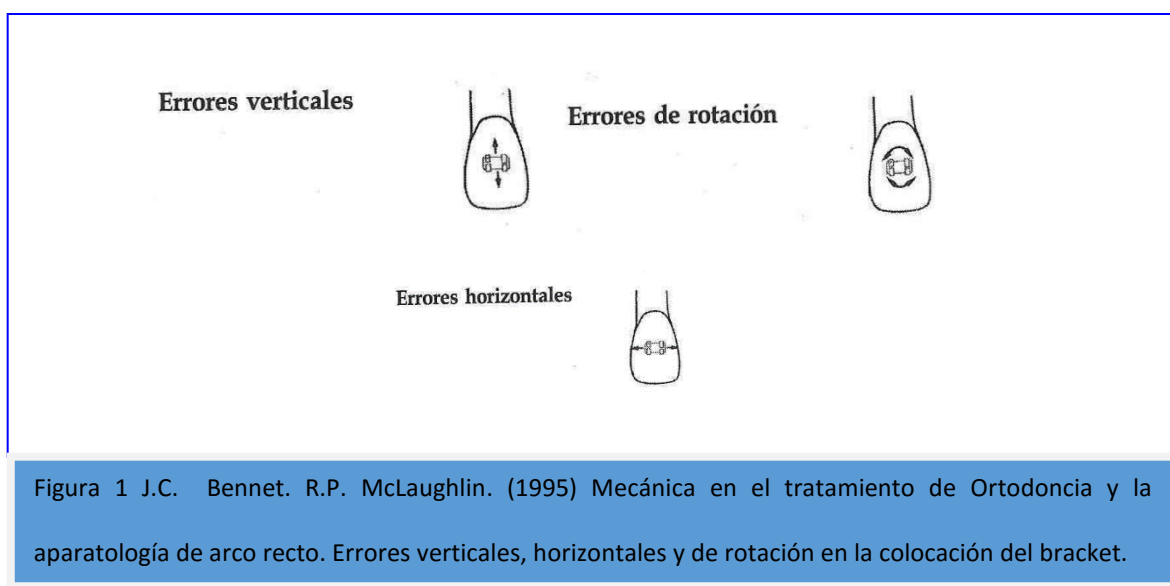 Errores verticales
Errores de rotación
Errores horizontales
Figura 1 J.C. Bennet. R.P. McLaughlin. (1995) Mecánica en el tratamiento de Ortodoncia y la
aparatología de arco recto. Errores verticales, horizontales y de rotación en la colocación del bracket.